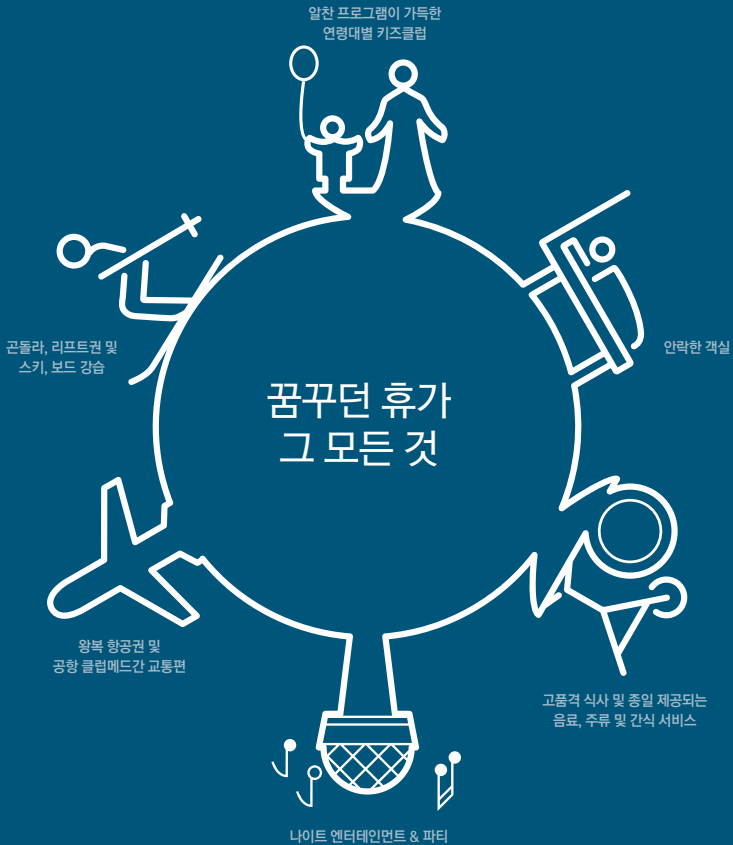 알찬 프로그램이 가득한
연령대별 키즈클럽
곤돌라, 리프트권 및
스키, 보드 강습
안락한 객실
꿈꾸던 휴가
그 모든 것
왕복 항공권 및
공항 클럽메드간 교통편
고품격 식사 및 종일 제공되는
음료, 주류 및 간식 서비스
나이트 엔터테인먼트 & 파티